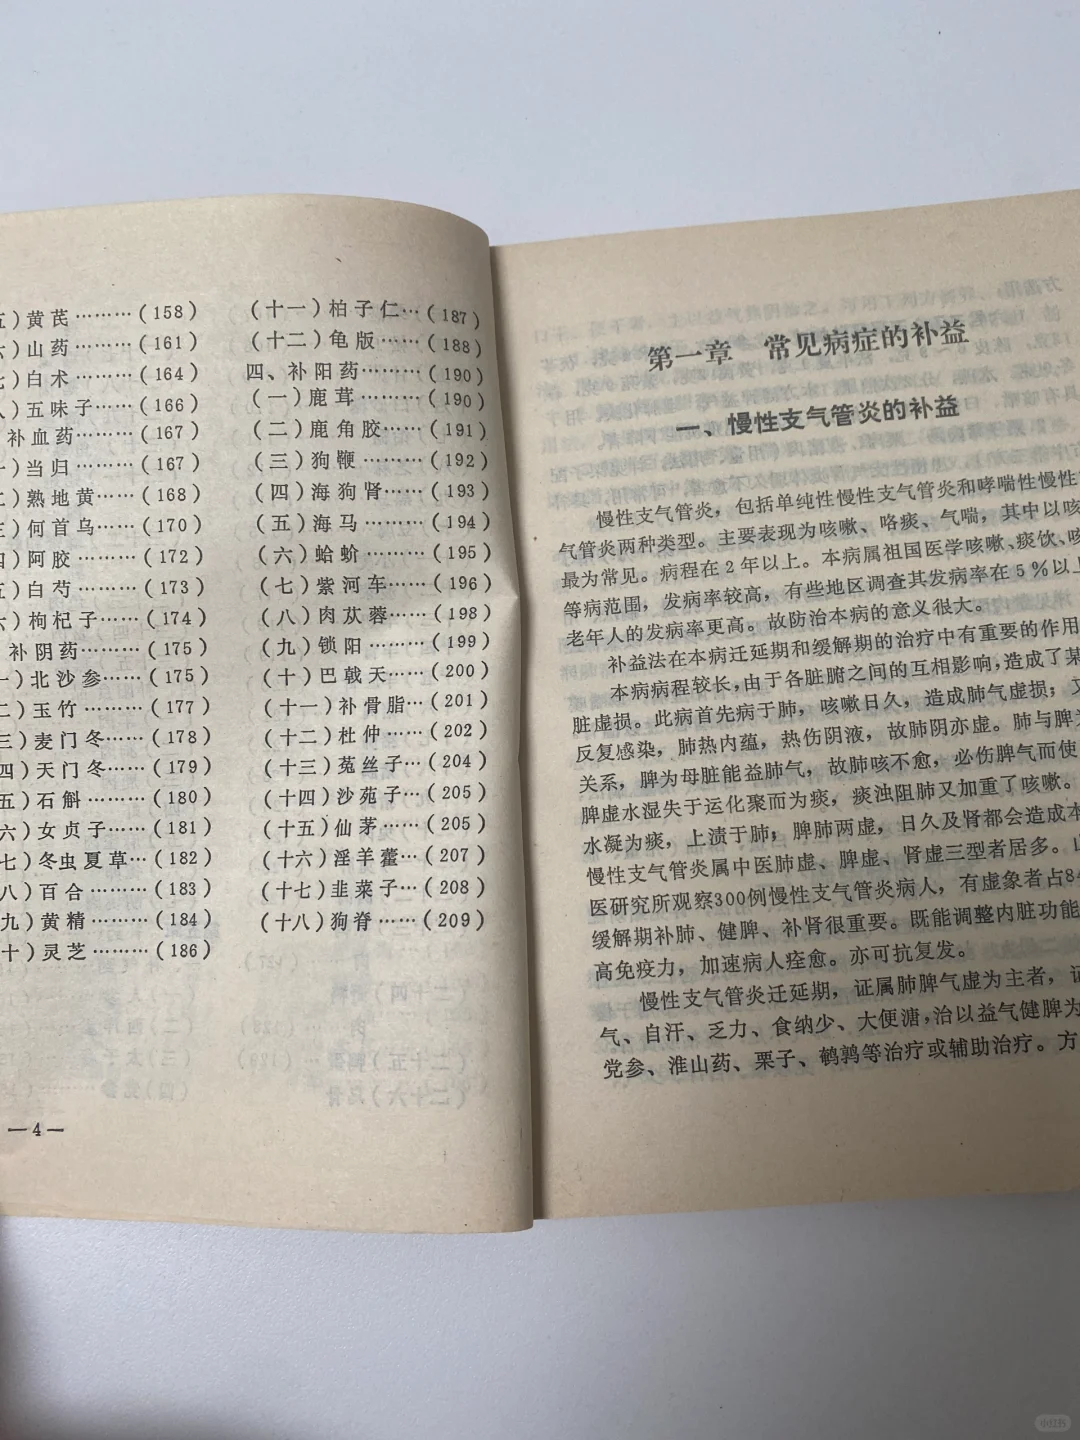 五)黄芪………(158)
六)山药………(161)
七)白术………(164)
八)五味子……(166)
补血药………(167)
一)当归………(167)
二)熟地黄……(168)
三)何首乌……(170)
四)阿胶………(172)
五)白芍………(173)
六)枸杞子……(174)
补阴药………(175)
一)北沙参……(175)
二)玉竹………(177)
三)麦门冬……(178)
四)天门冬……(179)
五)石斛………(180)
六)女贞子……(181)
七)冬虫夏草…(182)
八)百合………(183)
九)黄精………(184)
十)灵芝………(186)
(十一)柏子仁…(187)
(十二)龟版……(188)
四、补阳药………(190)
(一)鹿茸………(190)
(二)鹿角胶……(191)
(三)狗鞭………(192)
(四)海狗肾……(193)
(五)海马………(194)
(六)蛤蚧………(195)
(七)紫河车……(196)
(八)肉苁蓉……(198)
(九)锁阳………(199)
(十)巴戟天……(200)
(十一)补骨脂…(201)
(十二)杜仲……(202)
(十三)菟丝子…(204)
(十四)沙苑子…(205)
(十五)仙茅……(205)
(十六)淫羊藿…(207)
(十七)韭菜子…(208)
(十八)狗脊……(209)
—4—
第一章 常见病症的补益
一、慢性支气管炎的补益
慢性支气管炎，包括单纯性慢性支气管炎和哮喘性慢性
气管炎两种类型。主要表现为咳嗽、咯痰、气喘，其中以咳
最为常见。病程在2年以上。本病属祖国医学咳嗽、痰饮、咳
等病范围，发病率较高，有些地区调查其发病率在5％以上
老年人的发病率更高。故防治本病的意义很大。
补益法在本病迁延期和缓解期的治疗中有重要的作用
本病病程较长，由于各脏腑之间的互相影响，造成了某
脏虚损。此病首先病于肺，咳嗽日久，造成肺气虚损；又
反复感染，肺热内蕴，热伤阴液，故肺阴亦虚。肺与脾为
关系，脾为母脏能益肺气，故肺咳不愈，必伤脾气而使
脾虚水湿失于运化聚而为痰，痰浊阻肺又加重了咳嗽。
水凝为痰，上渍于肺；脾肺两虚，日久及肾都会造成本
慢性支气管炎属中医肺虚、脾虚、肾虚三型者居多。
医研究所观察300例慢性支气管炎病人，有虚象者占84
缓解期补肺、健脾、补肾很重要。既能调整内脏功能
高免疫力，加速病人痊愈。亦可抗复发。
慢性支气管炎迁延期，证属肺脾气虚为主者，证
气、自汗、乏力、食纳少、大便溏，治以益气健脾为
党参、淮山药、栗子、鹌鹑等治疗或辅助治疗。方
小红书